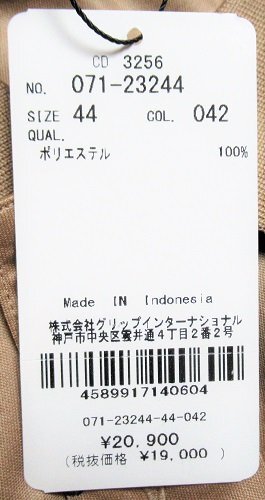 CD 3256
NO. 071-23244
SIZE 44 COL. 042
QUAL.
ポリエステル 100%
Made IN Indonesia
株式会社グリップインターナショナル
神戸市中央区雲井通4丁目2番2号
4589917140604
071-23244-44-042
¥20,900
(税抜価格 ¥19,000)